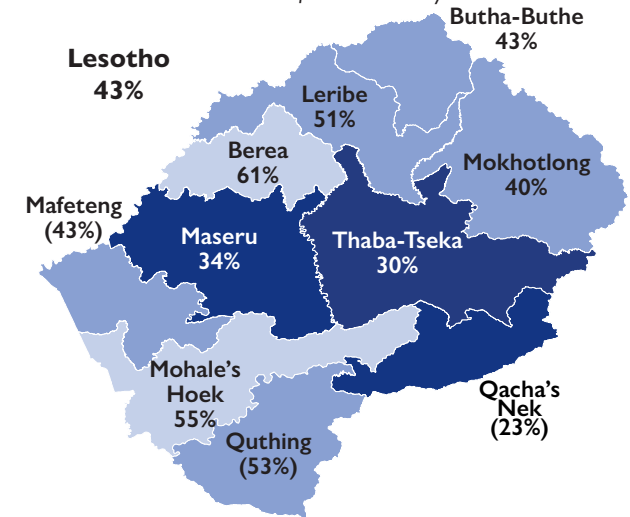 Lesotho
43%
Butha-Buthe
43%
Leribe
51%
Berea
61%
Mokhotlong
40%
Mafeteng
(43%)
Maseru
34%
Thaba-Tseka
30%
Mohale's
Hoek
55%
Qacha's
Nek
(23%)
Quthing
(53%)